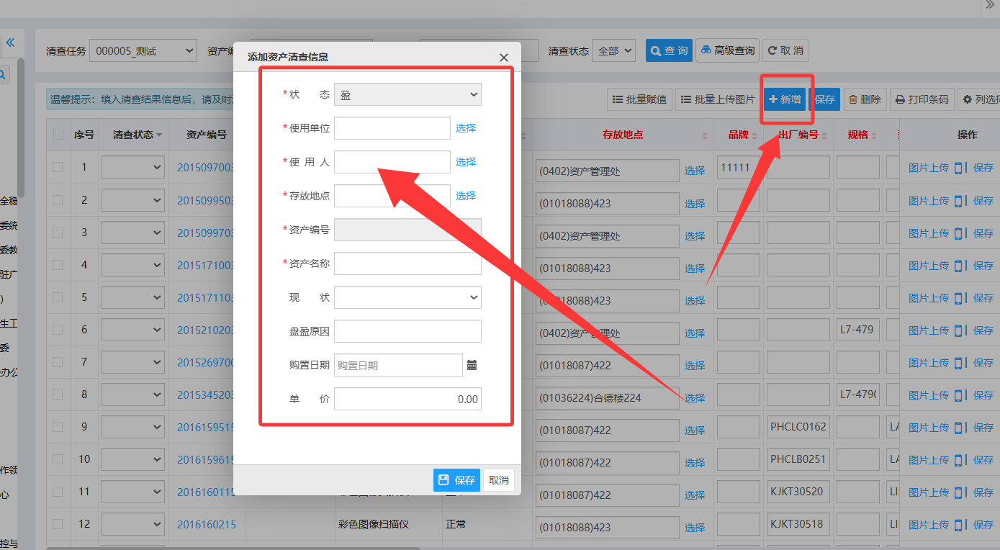 清查任务 000005_测试 资产编 清查状态 全部 查 询 高级查询 取 消
温馨提示：填入清查结果信息后，请及时 批量赋值 批量上传图片 新增 保存 删除 打印条码 列选择
序号 清查状态 资产编号 存放地点 品牌 出厂编号 规格 操作
1 2015097003 (0402)资产管理处 选择 11111 图片上传 保存
2 2015099503 (01018088)423 选择 图片上传 保存
3 2015099703 (0402)资产管理处 选择 图片上传 保存
4 2015171003 (01018088)423 选择 图片上传 保存
5 2015171103 (01018088)423 选择 图片上传 保存
6 2015210203 (0402)资产管理处 选择 L7-479 图片上传 保存
7 2015269700 (01018087)422 选择 图片上传 保存
8 2015345203 (01036224)合德楼224 选择 L7-4790 图片上传 保存
9 2016159515 (01018087)422 选择 PHCLC0162 LA 图片上传 保存
10 2016159615 (01018087)422 选择 PHCLB0251 LA 图片上传 保存
11 2016160115 (01018087)422 选择 KJKT30520 LI 图片上传 保存
12 2016160215 彩色图像扫描仪 正常 (01018088)423 选择 KJKT30518 LI 图片上传 保存
全稳
委统
委教
驻广
)
生工
委
办公
作领
心
控与
添加资产清查信息
*状 态 盈
*使用单位 选择
*使 用 人 选择
*存放地点 选择
*资产编号
*资产名称
现 状
盘盈原因
购置日期 购置日期
单 价 0.00
保存 取消